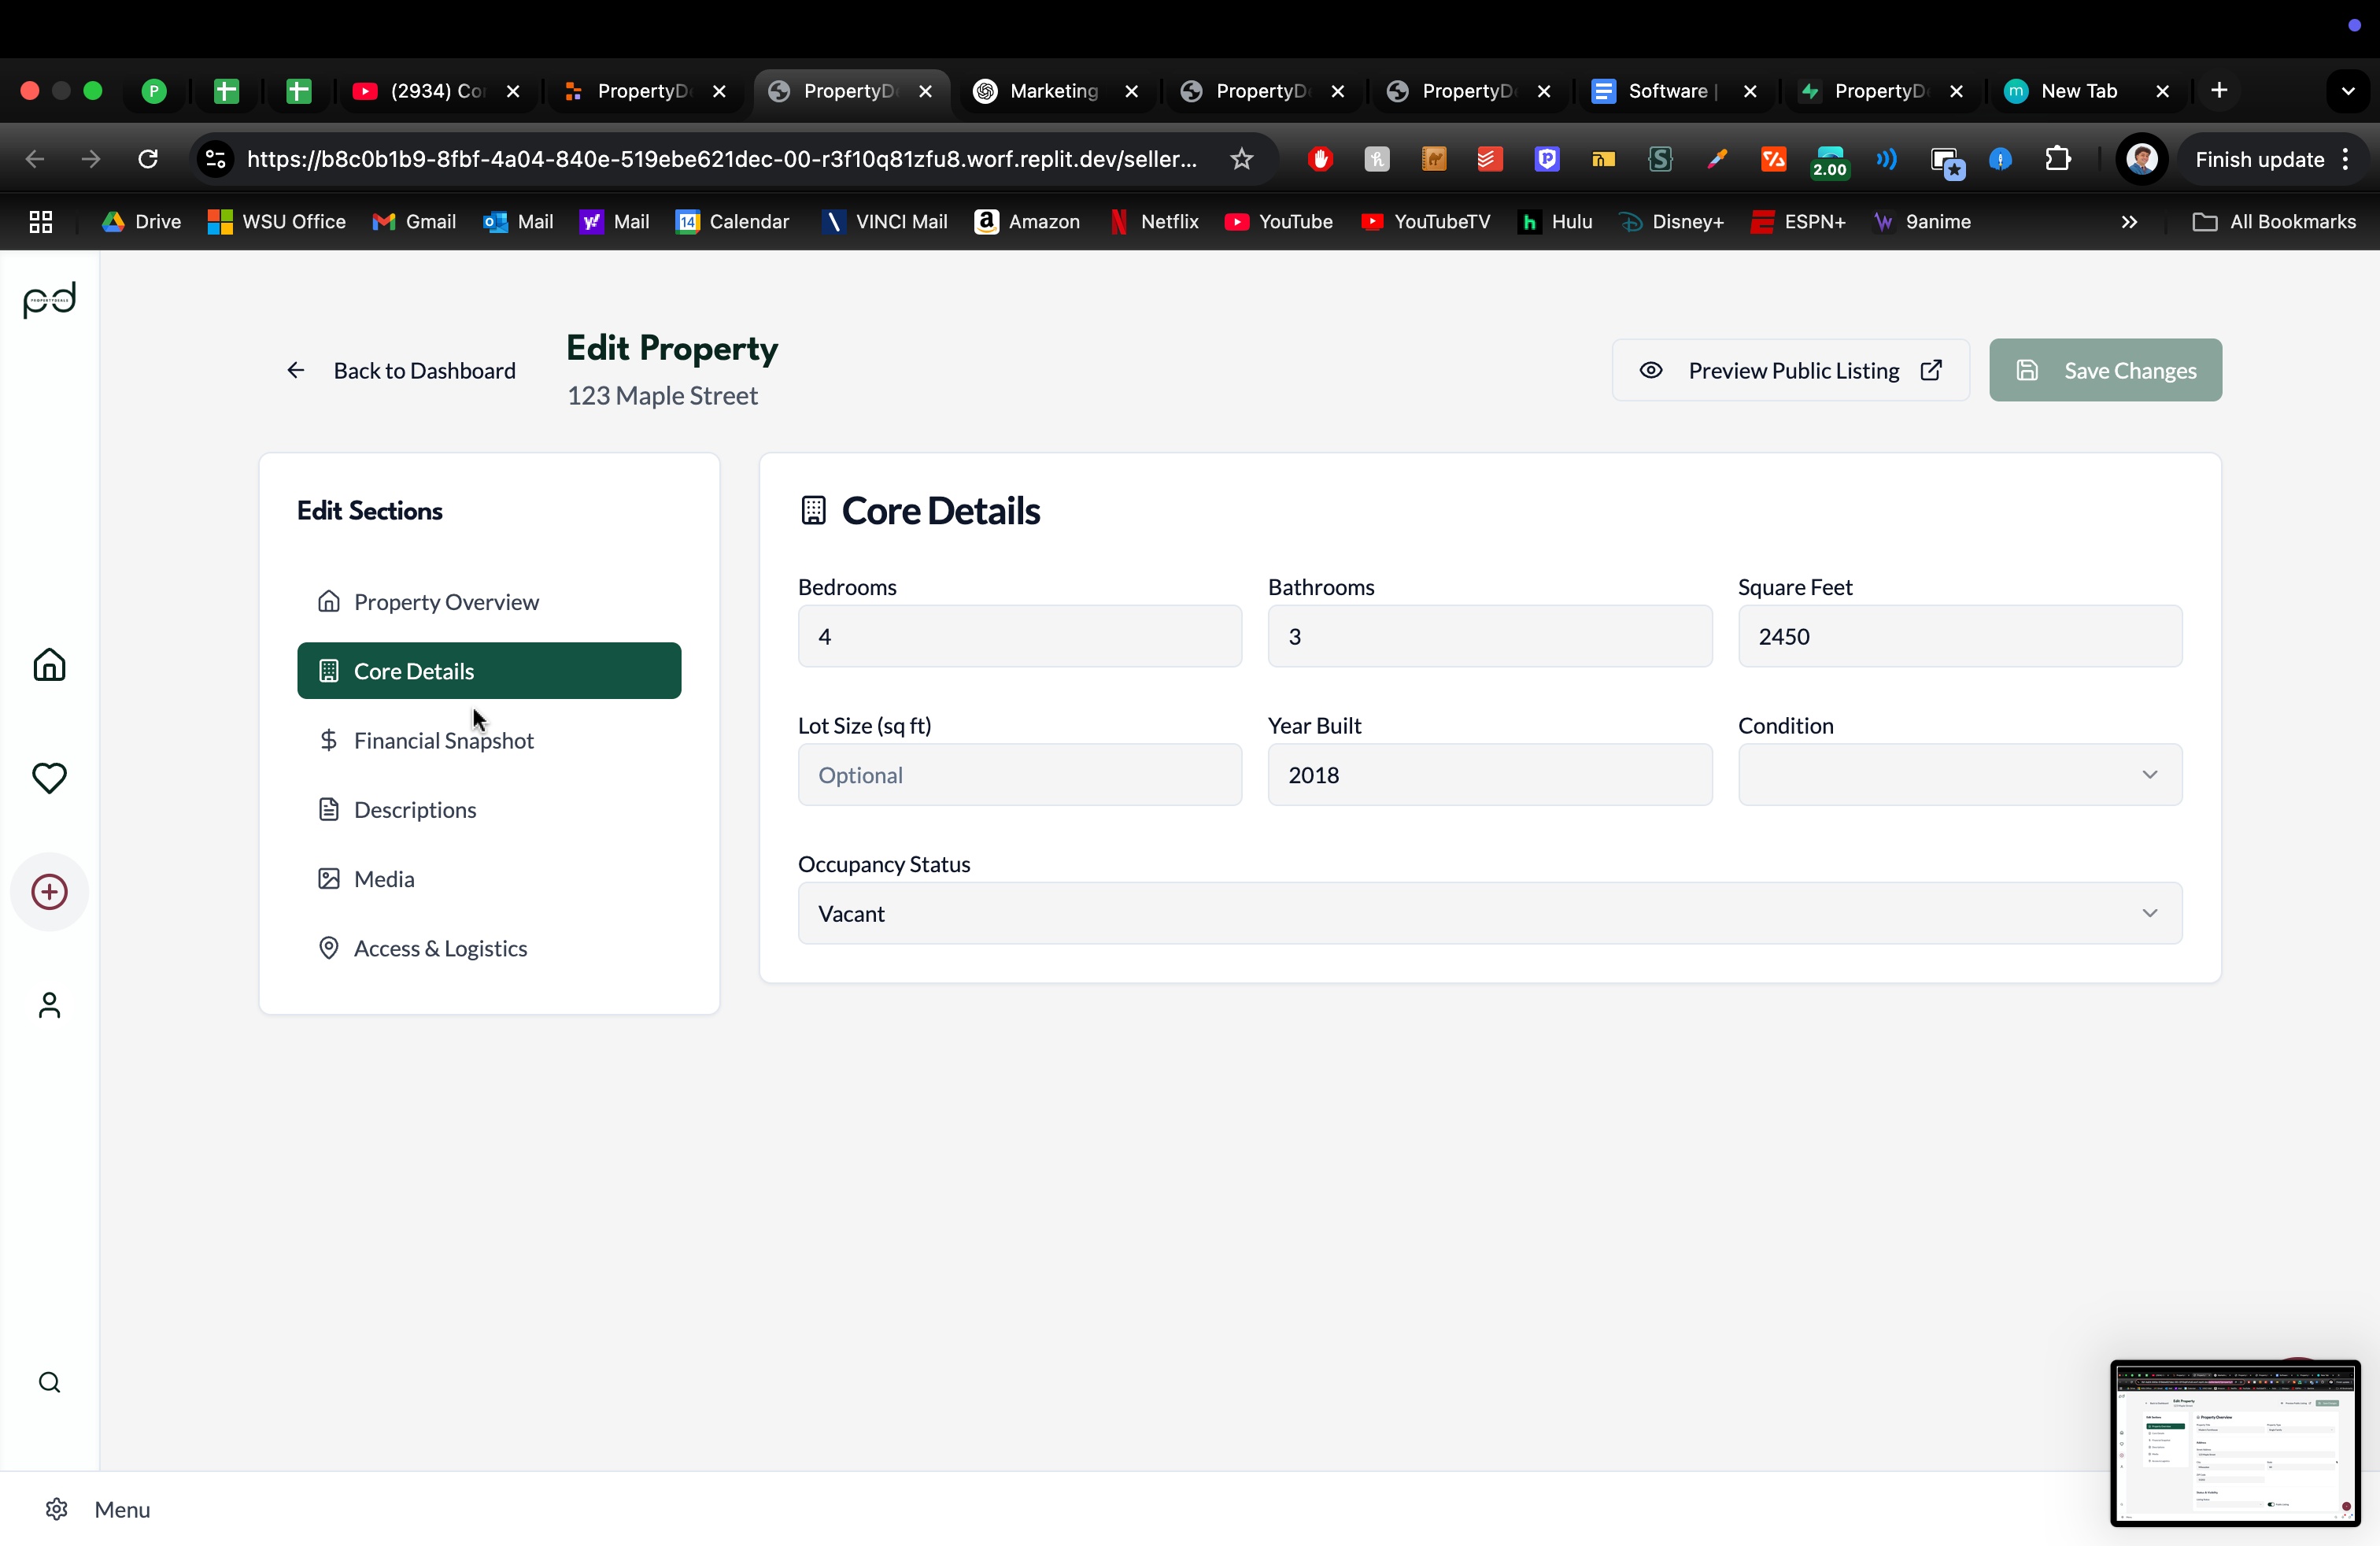 P
(2934) Co
PropertyD
PropertyD
Marketing
PropertyD
PropertyD
Software |
PropertyD
m
New Tab
https://b8c0b1b9-8fbf-4a04-840e-519ebe621dec-00-r3f10q81zfu8.worf.replit.dev/seller...
2.00
Finish update
Drive
WSU Office
Gmail
Mail
Mail
14
Calendar
VINCI Mail
Amazon
Netflix
YouTube
YouTubeTV
Hulu
Disney+
ESPN+
9anime
All Bookmarks
pd
Back to Dashboard
Edit Property
123 Maple Street
Preview Public Listing
Save Changes
Edit Sections
Property Overview
Core Details
Financial Snapshot
Descriptions
Media
Access & Logistics
Core Details
Bedrooms
Bathrooms
Square Feet
4
3
2450
Lot Size (sq ft)
Year Built
Condition
Optional
2018
Occupancy Status
Vacant
Menu